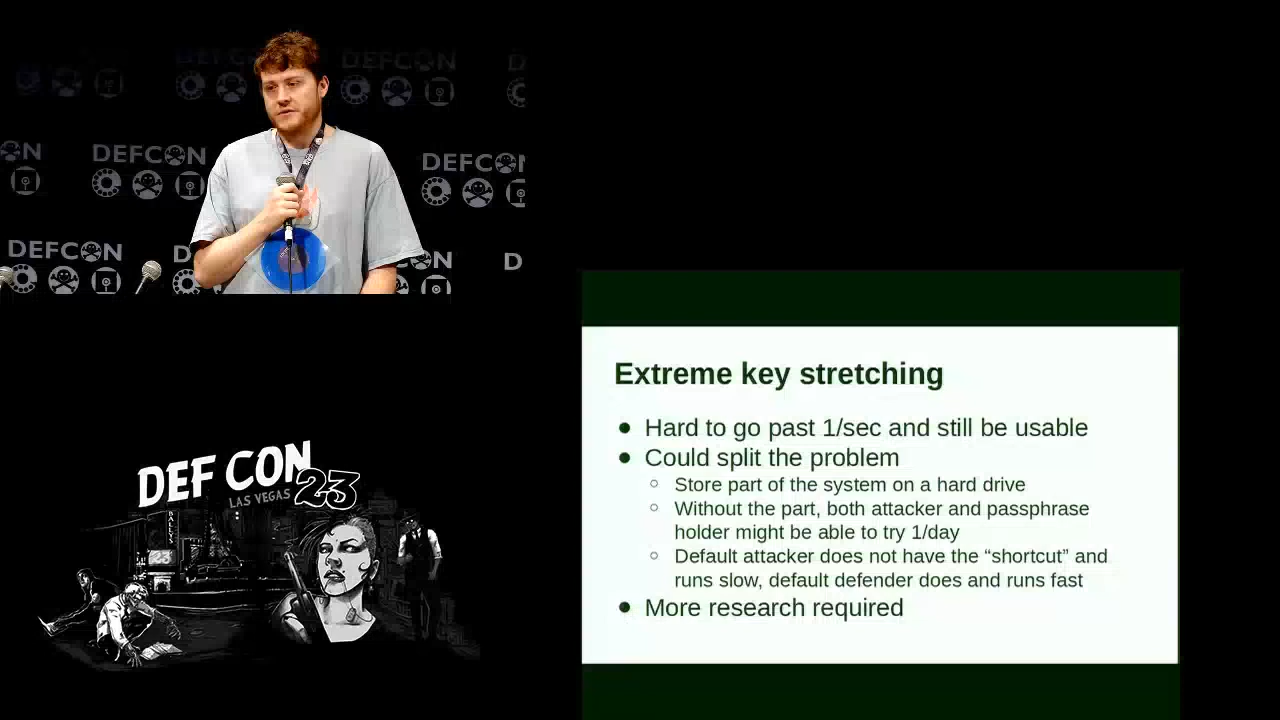 DEFCON
DEFCON
DEFCON
DEFCON
DEFCON
DEF CON
23
LAS VEGAS
BALLYS
Extreme key stretching
● Hard to go past 1/sec and still be usable
● Could split the problem
○ Store part of the system on a hard drive
○ Without the part, both attacker and passphrase
holder might be able to try 1/day
○ Default attacker does not have the “shortcut” and
runs slow, default defender does and runs fast
● More research required